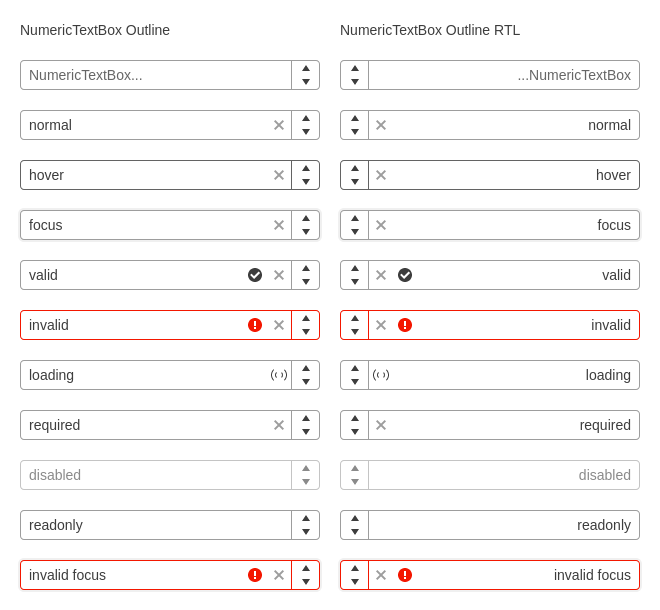 NumericTextBox Outline
NumericTextBox...
normal
hover
focus
valid
invalid
loading
required
disabled
readonly
invalid focus
NumericTextBox Outline RTL
...NumericTextBox
normal
hover
focus
valid
invalid
loading
required
disabled
readonly
invalid focus